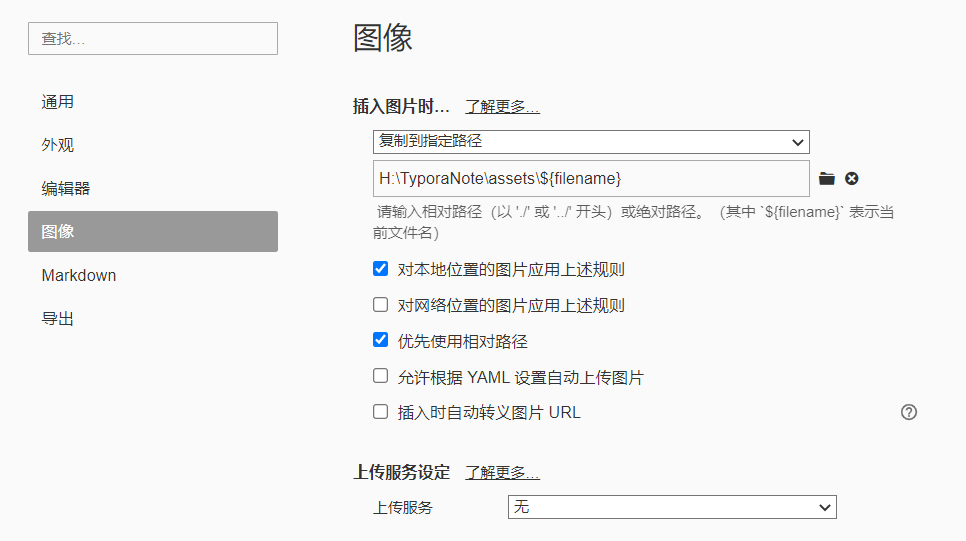 查找...
通用
外观
编辑器
图像
Markdown
导出
图像
插入图片时... 了解更多...
复制到指定路径
H:\TyporaNote\assets\${filename}
请输入相对路径（以 './' 或 '../' 开头）或绝对路径。（其中 `${filename}` 表示当
前文件名）
对本地位置的图片应用上述规则
对网络位置的图片应用上述规则
优先使用相对路径
允许根据 YAML 设置自动上传图片
插入时自动转义图片 URL
上传服务设定 了解更多...
上传服务 无